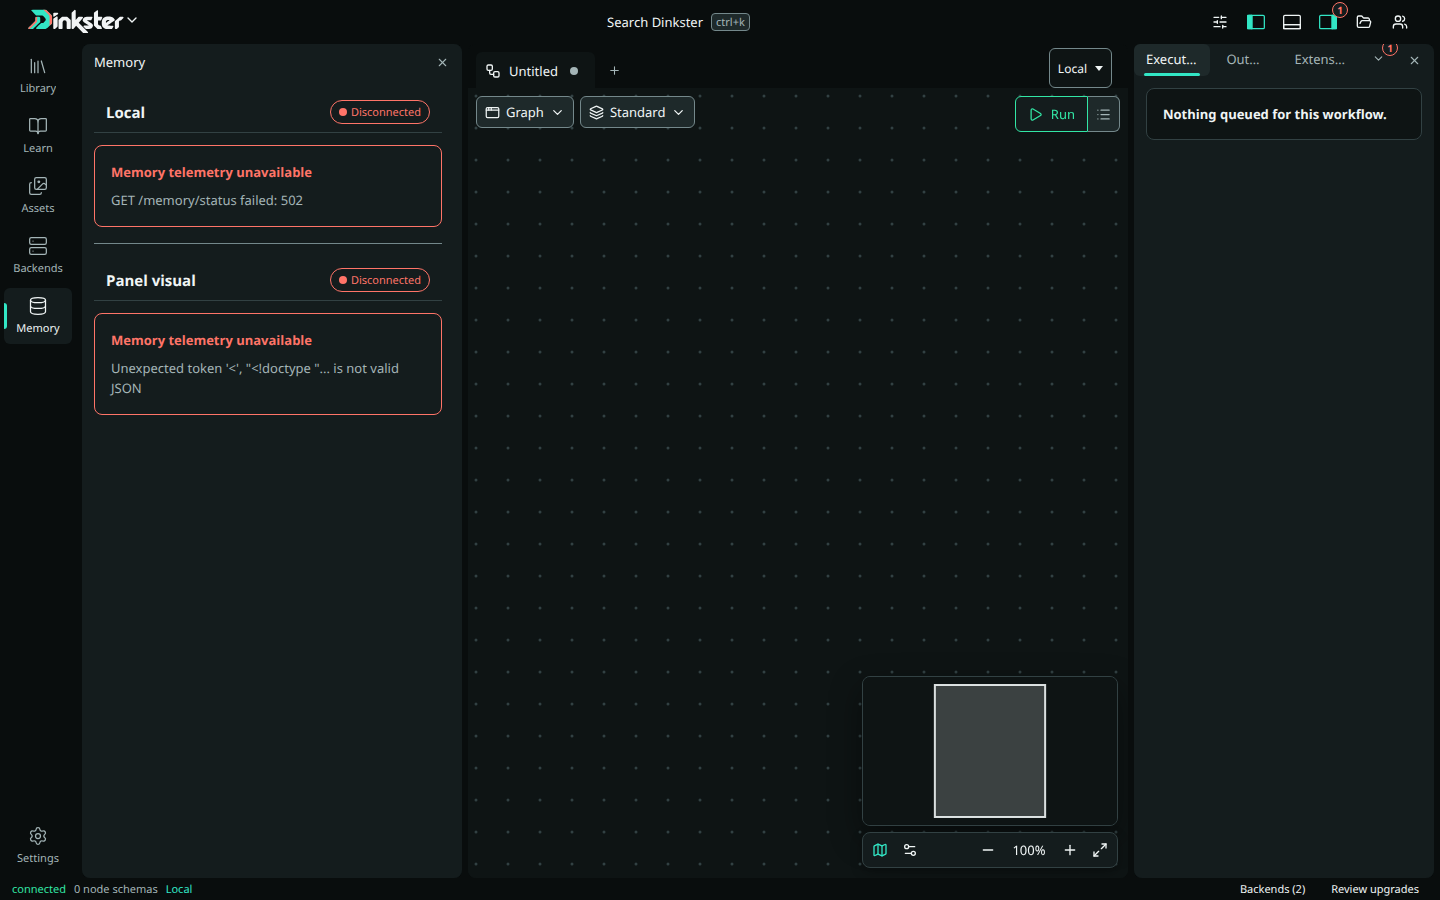 Dinkster
Search Dinkster ctrl+k
1
Library
Learn
Assets
Backends
Memory
Settings
Memory
Local
Disconnected
Memory telemetry unavailable
GET /memory/status failed: 502
Panel visual
Disconnected
Memory telemetry unavailable
Unexpected token '<', "<!doctype "... is not valid
JSON
Untitled
Local
Graph
Standard
Run
100%
Execut...
Out...
Extens...
1
Nothing queued for this workflow.
connected
0 node schemas
Local
Backends (2)
Review upgrades